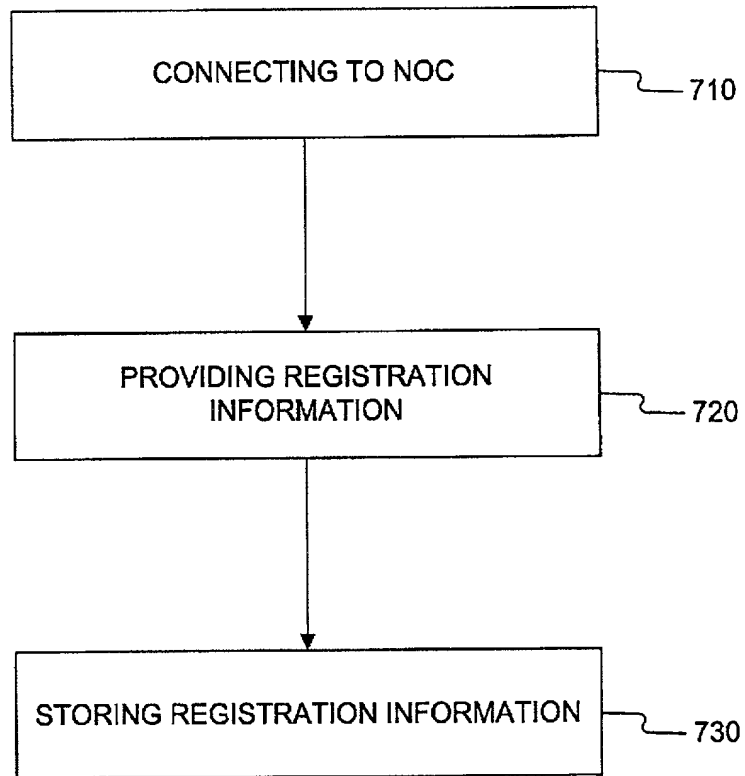 CONNECTING TO NOC
710
PROVIDING REGISTRATION
INFORMATION
720
STORING REGISTRATION INFORMATION
730